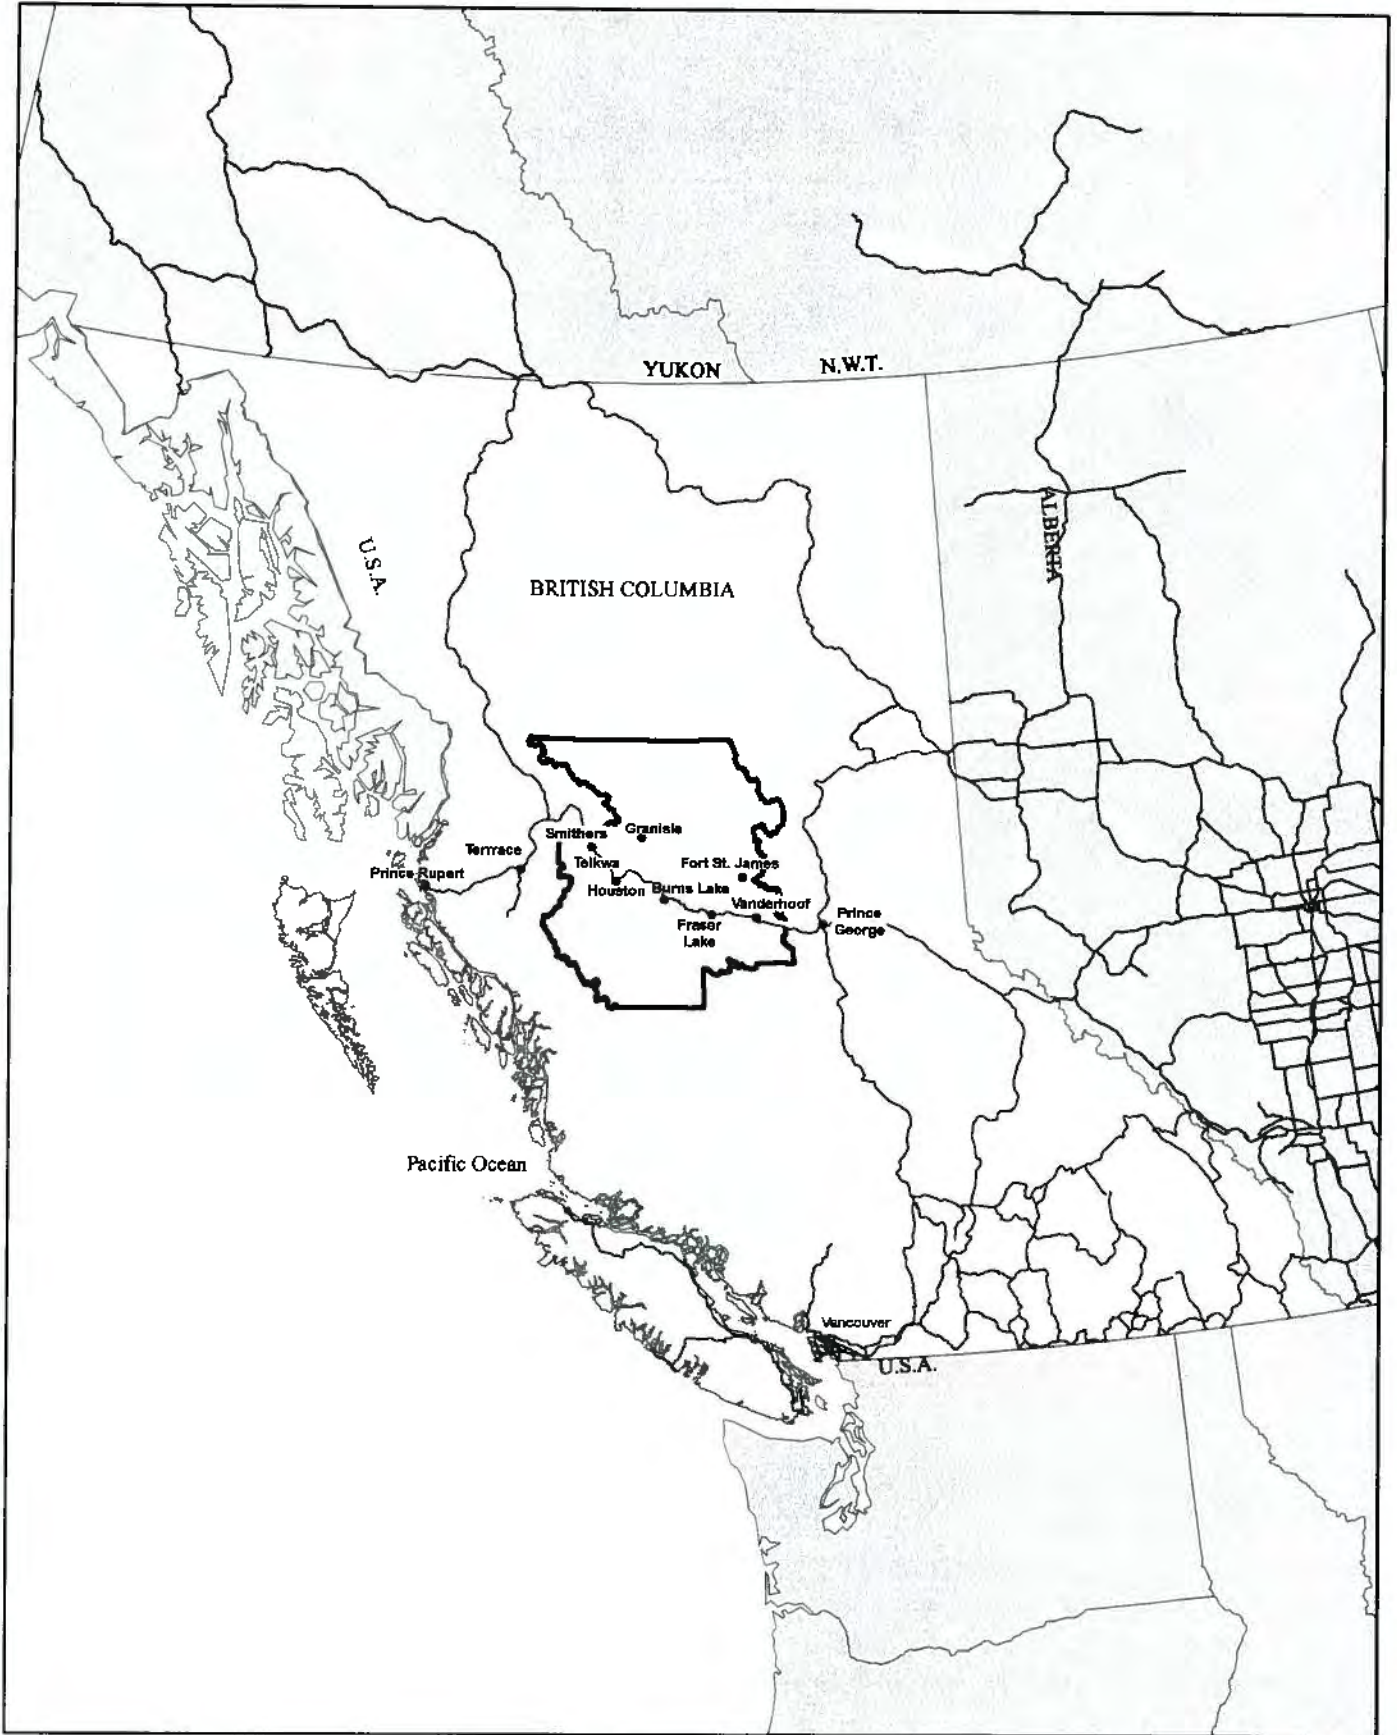 YUKON
N.W.T.
ALBERTA
U.S.A.
BRITISH COLUMBIA
Smithers
Granisle
Terrrace
Telkwa
Fort St. James
Prince Rupert
Houston
Burns Lake
Vanderhoof
Prince
George
Fraser
Lake
Pacific Ocean
Vancouver
U.S.A.